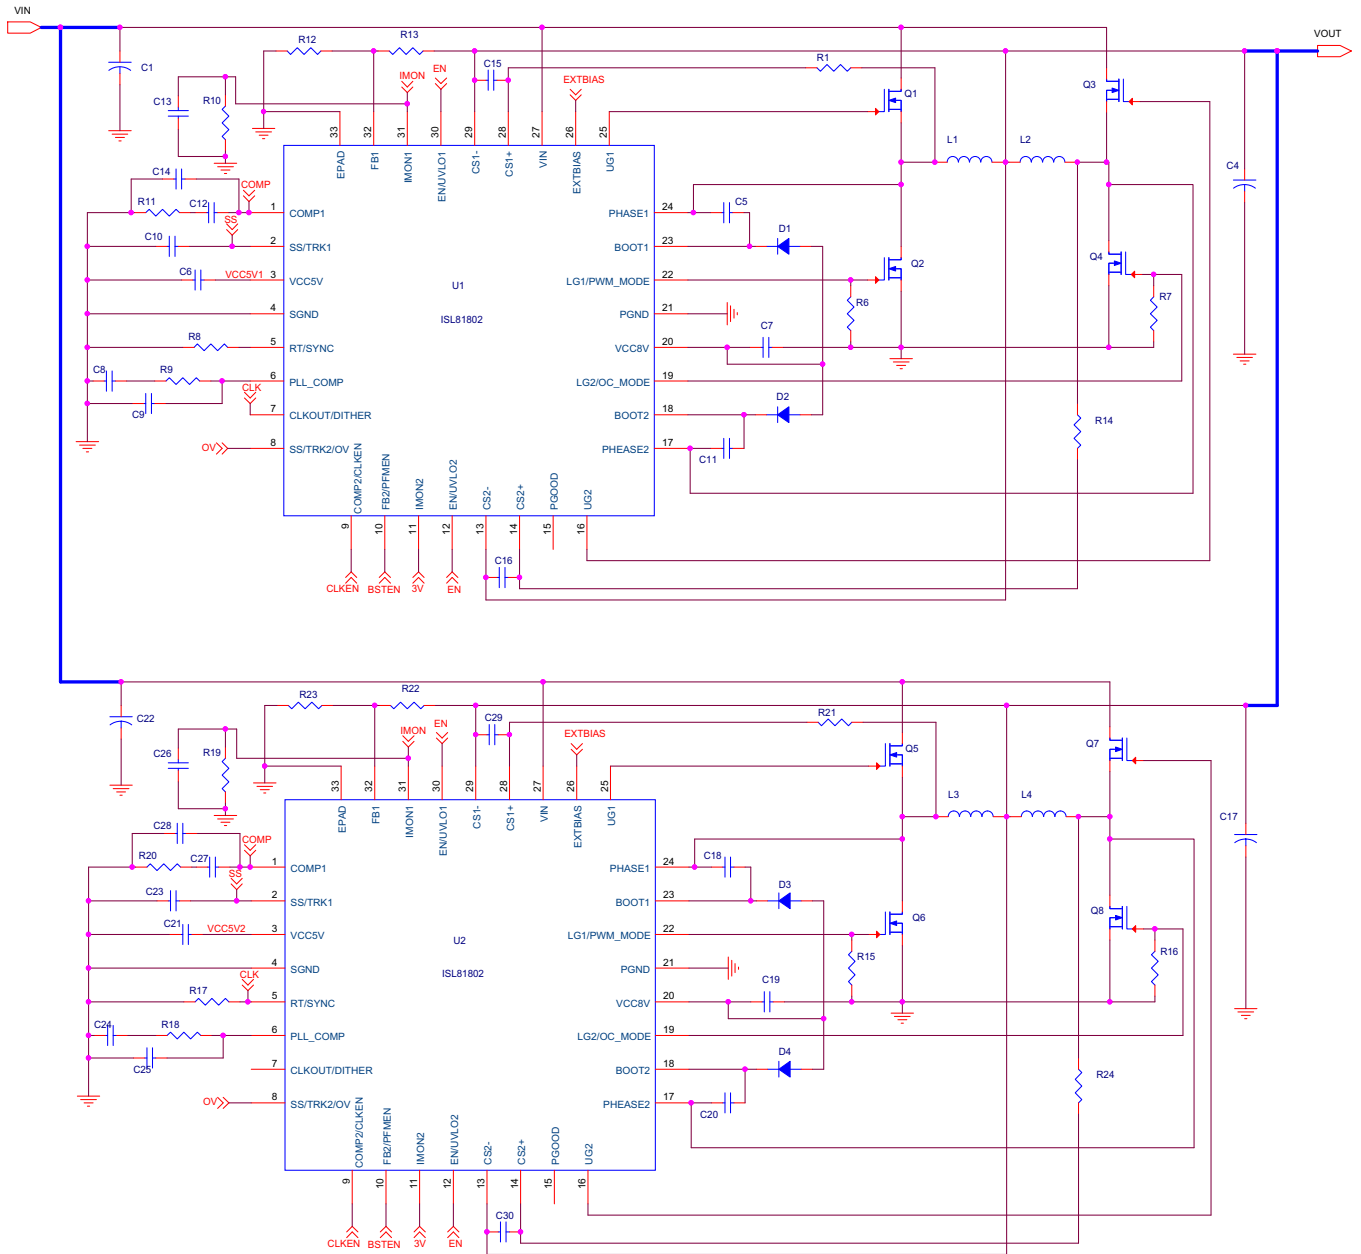 VIN
VOUT
R12
R13
C1
C15
R1
EN
IMON
EXTBIAS
Q1
Q3
C13
R10
33
32
31
30
29
28
27
26
25
EPAD
FB1
IMON1
EN/UVLO1
CS1-
CS1+
VIN
EXTBIAS
UG1
L1
L2
C4
C14
COMP
R11
C12
SS
C10
C6
VCC5V1
1
COMP1
2
SS/TRK1
3
VCC5V
4
SGND
R8
5
RT/SYNC
C8
R9
6
PLL_COMP
C9
CLK
7
CLKOUT/DITHER
OV
8
SS/TRK2/OV
U1
ISL81802
PHASE1
24
C5
BOOT1
23
D1
LG1/PWM_MODE
22
Q2
Q4
R6
R7
PGND
21
VCC8V
20
C7
LG2/OC_MODE
19
BOOT2
18
D2
PHEASE2
17
C11
R14
COMP2/CLKEN
FB2/PFMEN
IMON2
EN/UVLO2
CS2-
CS2+
PGOOD
UG2
9
10
11
12
13
14
15
16
C16
CLKEN
BSTEN
3V
EN
R23
R22
C22
C29
R21
EN
IMON
EXTBIAS
Q5
Q7
C26
R19
33
32
31
30
29
28
27
26
25
EPAD
FB1
IMON1
EN/UVLO1
CS1-
CS1+
VIN
EXTBIAS
UG1
L3
L4
C17
C28
COMP
R20
C27
SS
C23
C21
VCC5V2
1
COMP1
2
SS/TRK1
3
VCC5V
4
SGND
CLK
R17
5
RT/SYNC
C24
R18
6
PLL_COMP
C25
7
CLKOUT/DITHER
OV
8
SS/TRK2/OV
U2
ISL81802
PHASE1
24
C18
BOOT1
23
D3
LG1/PWM_MODE
22
Q6
Q8
R15
R16
PGND
21
VCC8V
20
C19
LG2/OC_MODE
19
BOOT2
18
D4
PHEASE2
17
C20
R24
COMP2/CLKEN
FB2/PFMEN
IMON2
EN/UVLO2
CS2-
CS2+
PGOOD
UG2
9
10
11
12
13
14
15
16
C30
CLKEN
BSTEN
3V
EN